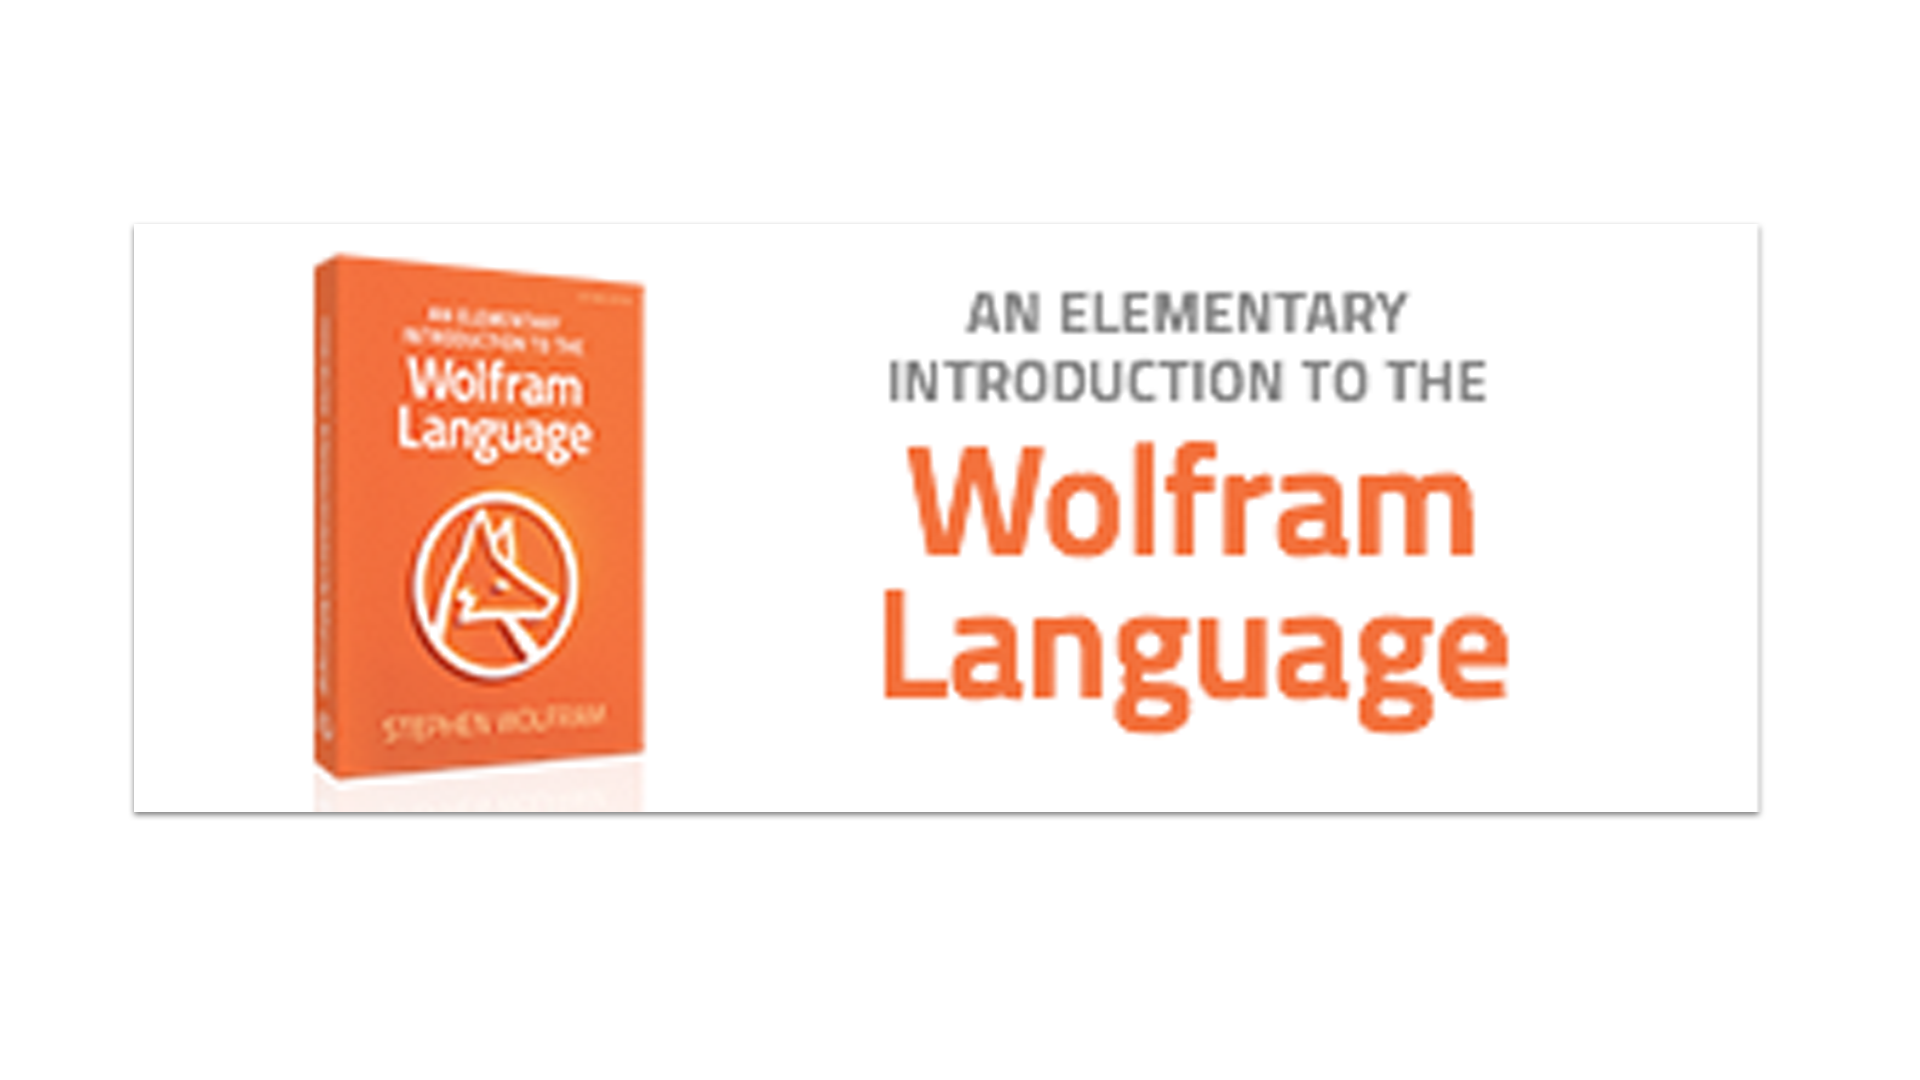 AN ELEMENTARY
INTRODUCTION TO THE
Wolfram
Language
STEPHEN WOLFRAM
AN ELEMENTARY
INTRODUCTION TO THE
Wolfram
Language